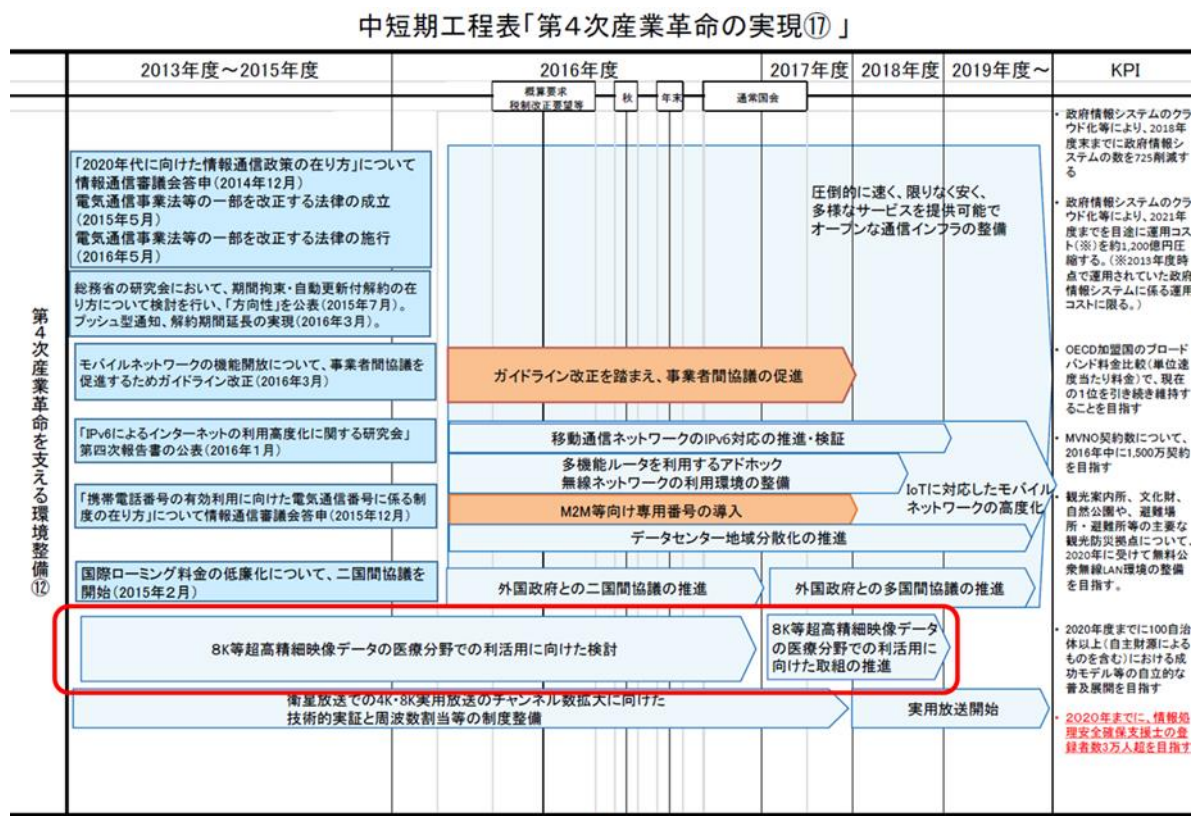 中短期工程表「第４次産業革命の実現⑰」
2013年度～2015年度
2016年度
2017年度
2018年度
2019年度～
KPI
概算要求
税制改正要望等
秋
年末
通常国会
第４次産業革命を支える環境整備⑫
「2020年代に向けた情報通信政策の在り方」について
情報通信審議会答申（2014年12月）
電気通信事業法等の一部を改正する法律の成立
（2015年５月）
電気通信事業法等の一部を改正する法律の施行
（2016年５月）
総務省の研究会において、期間拘束・自動更新付解約の在
り方について検討を行い、「方向性」を公表（2015年７月）。
プッシュ型通知、解約期間延長の実現（2016年３月）。
モバイルネットワークの機能開放について、事業者間協議を
促進するためガイドライン改正（2016年３月）
「IPv6によるインターネットの利用高度化に関する研究会」
第四次報告書の公表（2016年１月）
「携帯電話番号の有効利用に向けた電気通信番号に係る制
度の在り方」について情報通信審議会答申（2015年12月）
国際ローミング料金の低廉化について、二国間協議を
開始（2015年２月）
圧倒的に速く、限りなく安く、
多様なサービスを提供可能で
オープンな通信インフラの整備
ガイドライン改正を踏まえ、事業者間協議の促進
移動通信ネットワークのIPv6対応の推進・検証
多機能ルータを利用するアドホック
無線ネットワークの利用環境の整備
IoTに対応したモバイル
ネットワークの高度化
M2M等向け専用番号の導入
データセンター地域分散化の推進
外国政府との二国間協議の推進
外国政府との多国間協議の推進
8K等超高精細映像データの医療分野での利活用に向けた検討
8K等超高精細映像データ
の医療分野での利活用に
向けた取組の推進
衛星放送での4K・8K実用放送のチャンネル数拡大に向けた
技術的実証と周波数割当等の制度整備
実用放送開始
・政府情報システムのクラ
ウド化等により、2018年
度末までに政府情報シ
ステムの数を725削減す
る
・政府情報システムのクラ
ウド化等により、2021年
度までを目途に運用コス
ト（※）を約1,200億円圧
縮する。（※2013年度時
点で運用されていた政府
情報システムに係る運用
コストに限る。）
・OECD加盟国のブロード
バンド料金比較（単位速
度当たり料金）で、現在
の１位を引き続き維持す
ることを目指す
・MVNO契約数について、
2016年中に1,500万契約
を目指す
・観光案内所、文化財、
自然公園や、避難場
所・避難所等の主要な
観光防災拠点について、
2020年に受けて無料公
衆無線LAN環境の整備
を目指す。
・2020年度までに100自治
体以上（自主財源による
ものを含む）における成
功モデル等の自立的な
普及展開を目指す
・2020年までに、情報処
理安全確保支援士の登
録者数３万人超を目指す